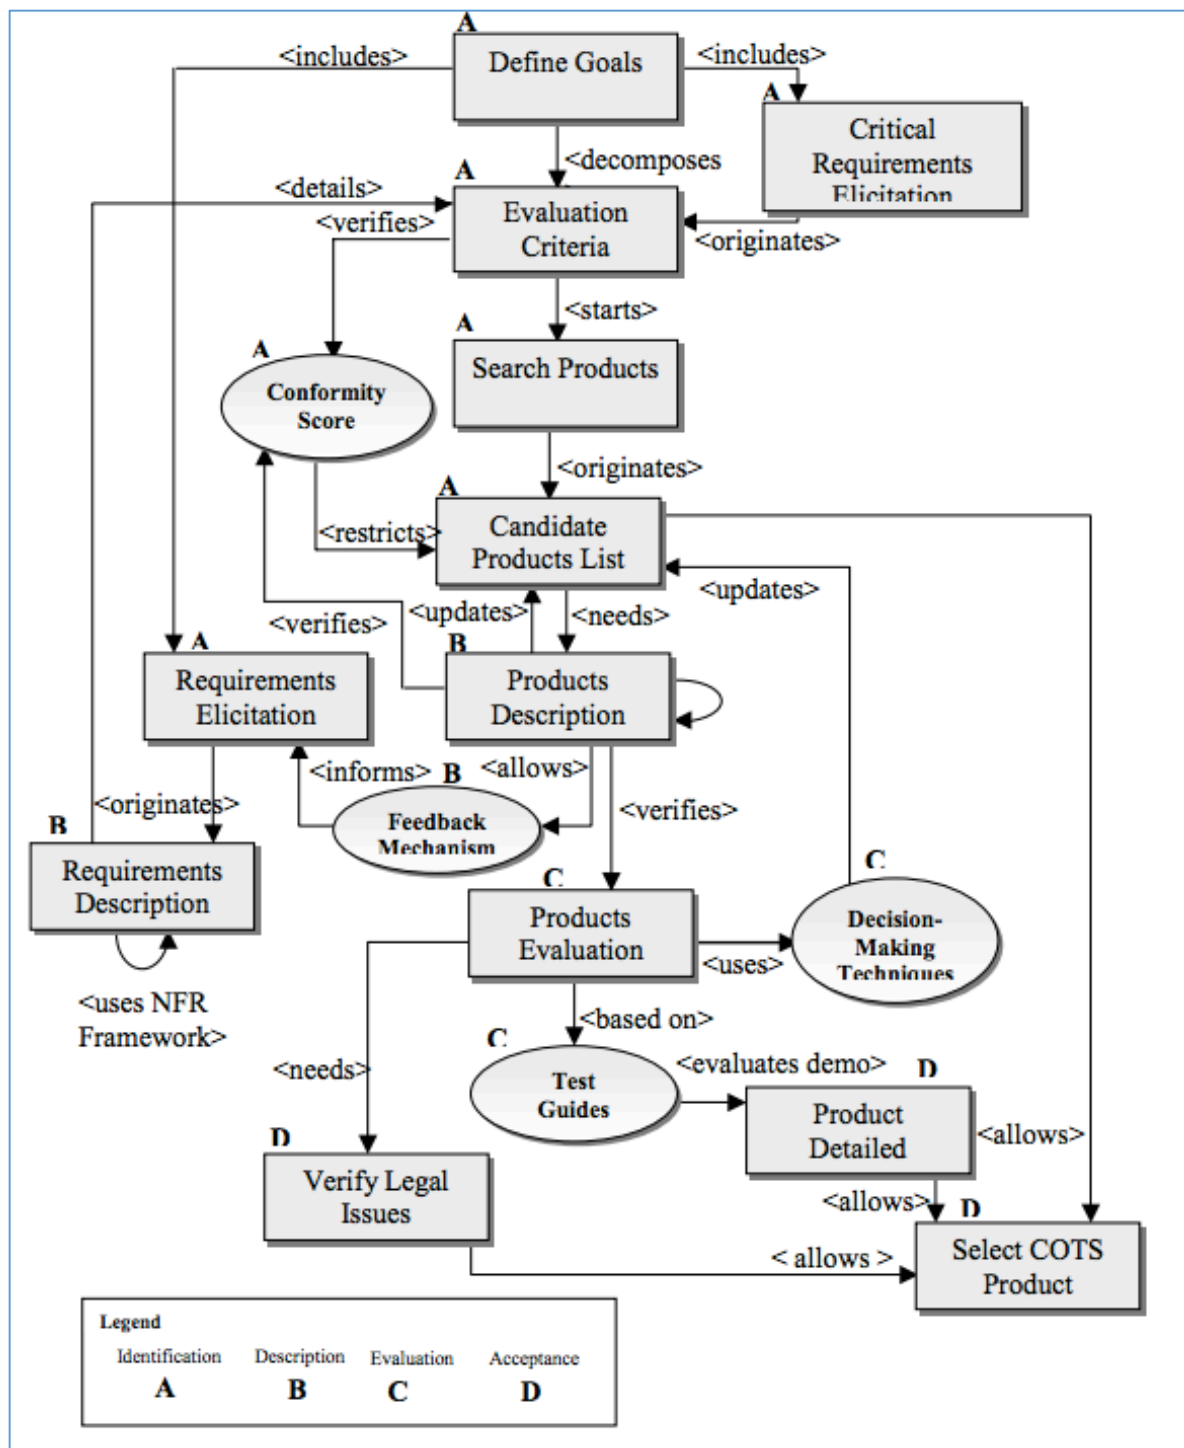 A
Define Goals
<includes>
<includes>
A
Critical
Requirements
Elicitation
<decomposes
<details>
A
<verifies>
Evaluation
Criteria
<originates>
<starts>
A
Search Products
A
Conformity
Score
<originates>
A
<restricts>
Candidate
Products List
<updates>
<needs>
<updates>
<verifies>
A
Requirements
Elicitation
B
Products
Description
<informs>
B
<allows>
<originates>
<verifies>
Feedback
Mechanism
B
Requirements
Description
<uses NFR
Framework>
C
Products
Evaluation
C
Decision-
Making
Techniques
<uses>
<based on>
<needs>
C
Test
Guides
<evaluates demo>
D
Product
Detailed
<allows>
D
Verify Legal
Issues
<allows>
D
Select COTS
Product
< allows >
Legend
Identification Description Evaluation Acceptance
A B C D